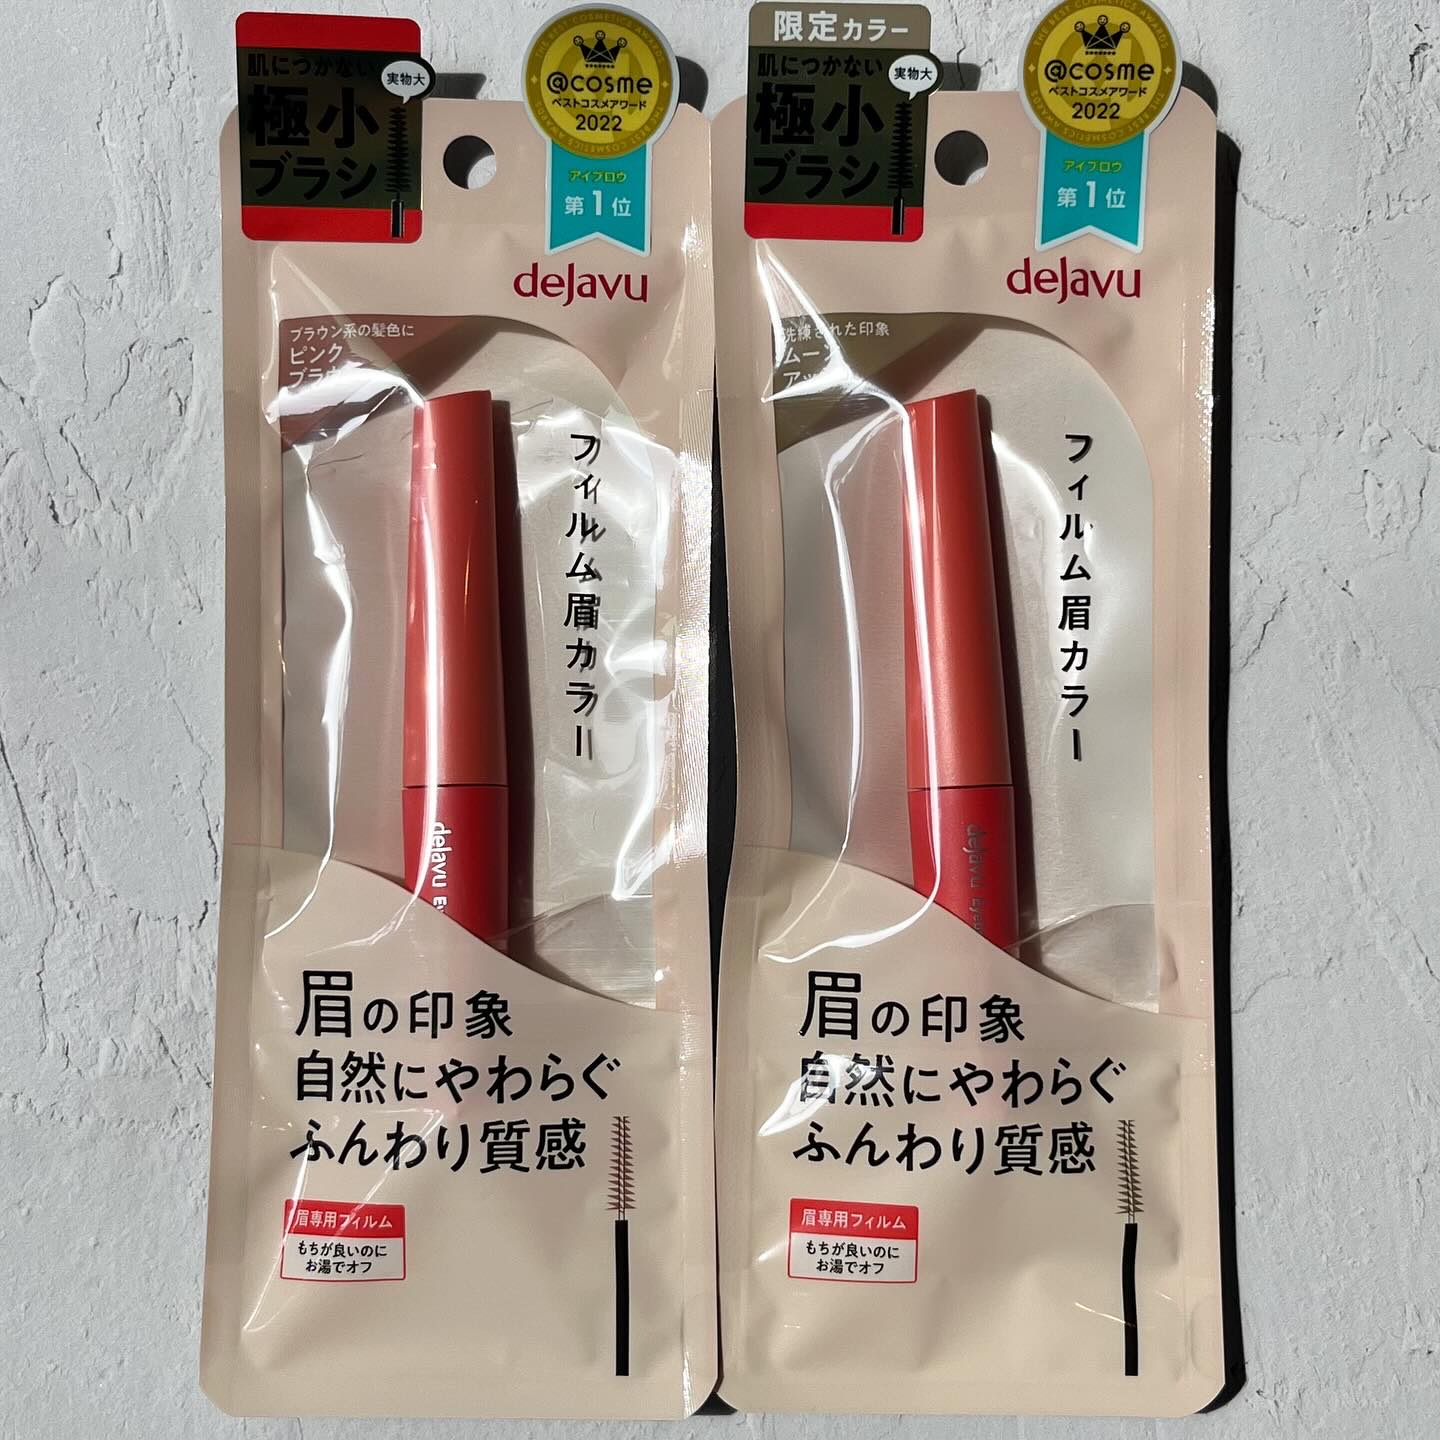 肌につかない
極小
ブラシ
実物大
THE BEST COSMETICS AWARDS
@cosme
ベストコスメアワード
2022
アイブロウ
第1位
dejavu
ブラウン系の髪色に
ピンク
フィルム眉カラー
dejavu
眉の印象
自然にやわらぐ
ふんわり質感
眉専用フィルム
もちが良いのに
お湯でオフ
限定カラー
肌につかない
極小
ブラシ
実物大
THE BEST COSMETICS AWARDS
@cosme
ベストコスメアワード
2022
アイブロウ
第1位
dejavu
洗練された印象
フィルム眉カラー
dejavu
眉の印象
自然にやわらぐ
ふんわり質感
眉専用フィルム
もちが良いのに
お湯でオフ